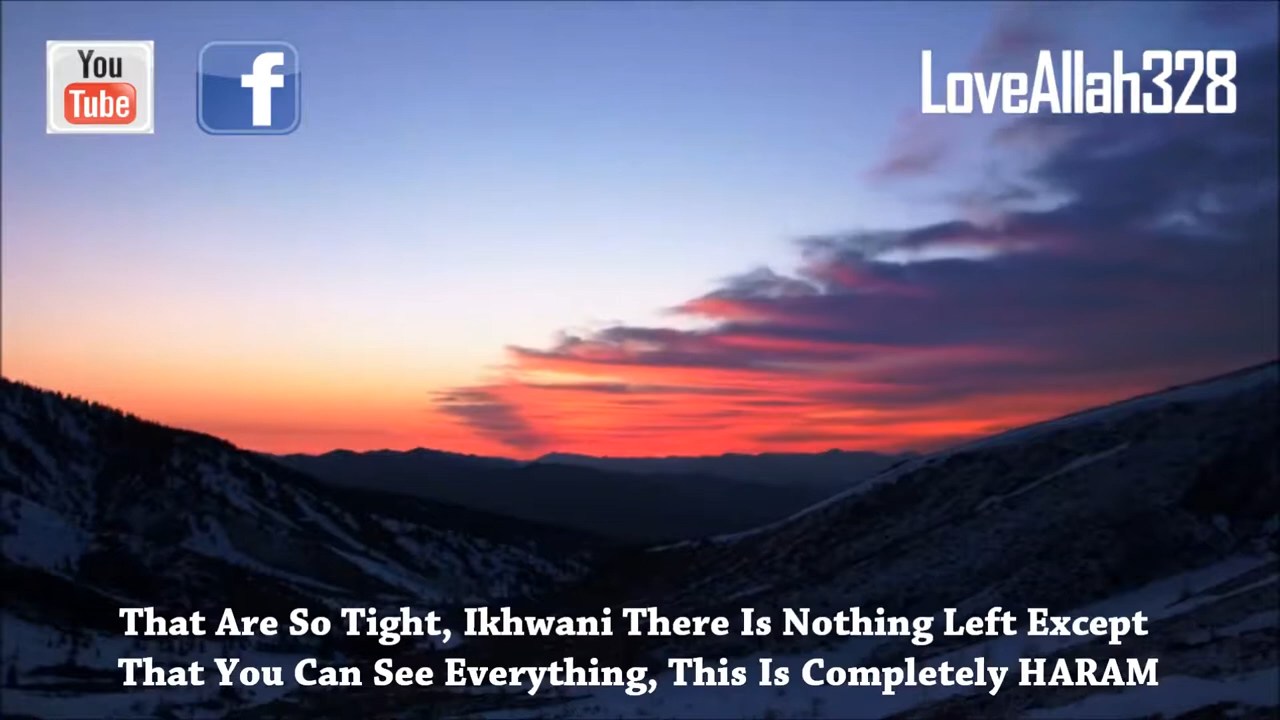 You
Tube
f
LoveAllah328
That Are So Tight, Ikhwani There Is Nothing Left Except
That You Can See Everything, This Is Completely HARAM